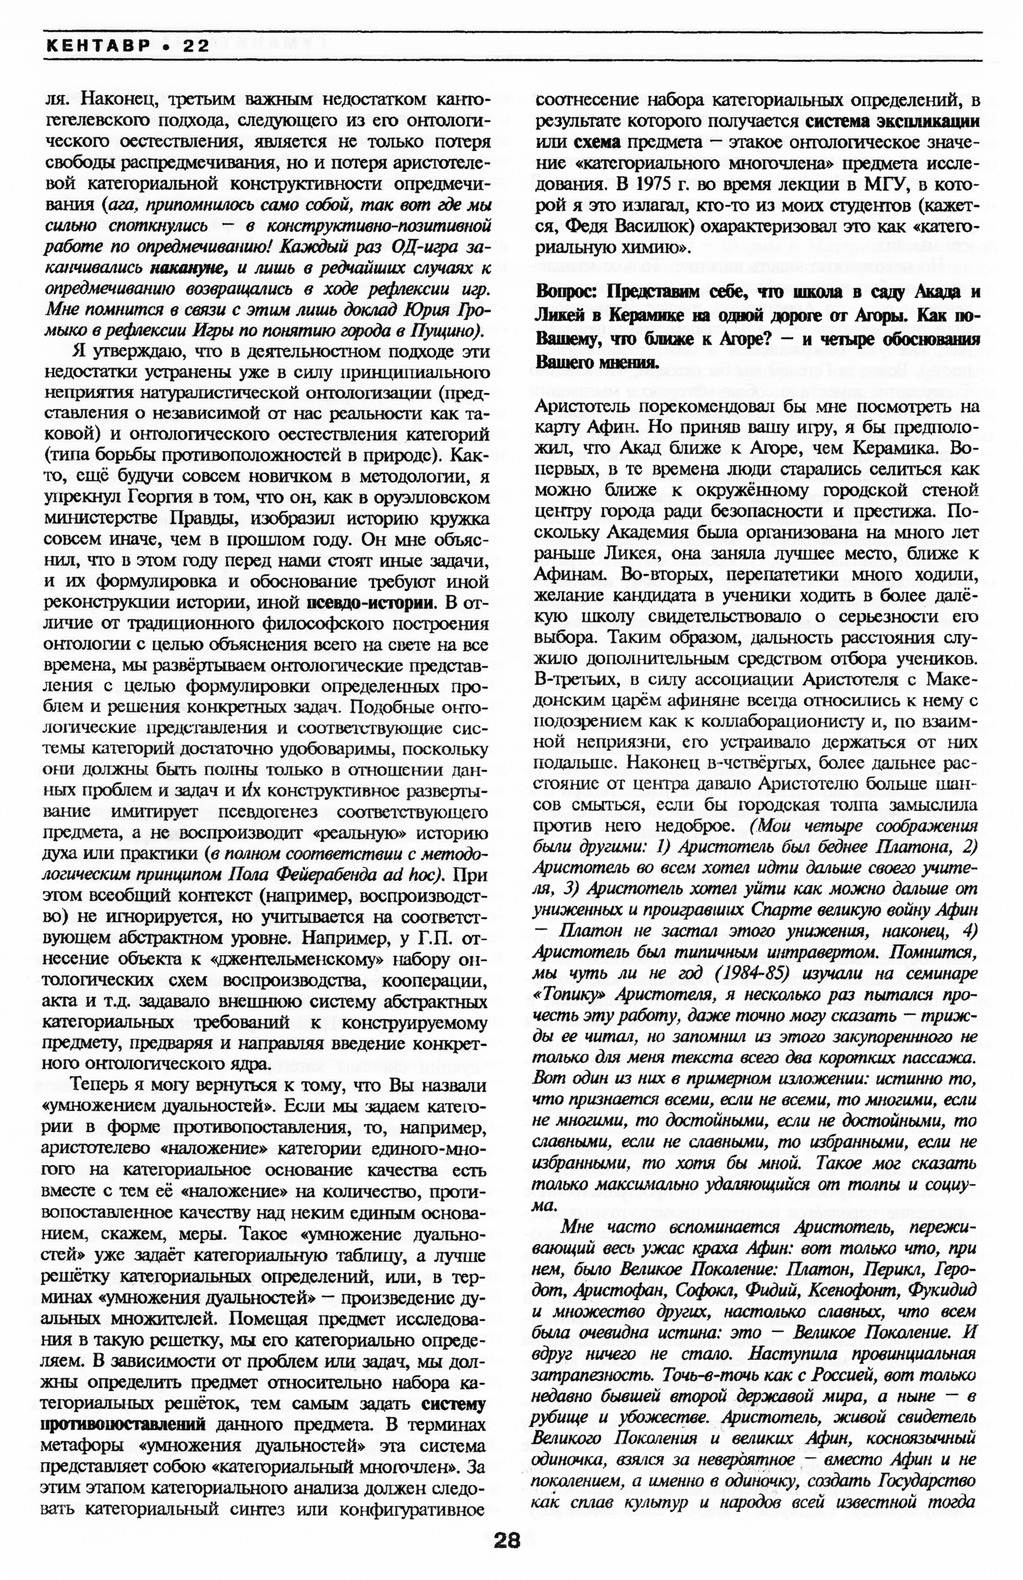 КЕНТАВР • 22
ля. Наконец, третьим важным недостатком канто-
гегелевского подхода, следующего из его онтологи-
ческого оестествления, является не только потеря
свободы распредмечивания, но и потеря аристотеле-
вой категориальной конструктивности опредмечи-
вания (ага, припомнилось само собой, так вот где мы
сильно споткнулись — в конструктивно-позитивной
работе по опредмечиванию! Каждый раз ОД-игра за-
канчивались накануне, и лишь в редчайших случаях к
опредмечиванию возвращались в ходе рефлексии игр.
Мне помнится в связи с этим лишь доклад Юрия Гро-
мыко в рефлексии Игры по понятию города в Пущино).
Я утверждаю, что в деятельностном подходе эти
недостатки устранены уже в силу принципиального
неприятия натуралистической онтологизации (пред-
ставления о независимой от нас реальности как та-
ковой) и онтологического оестествления категорий
(типа борьбы противоположностей в природе). Как-
то, ещё будучи совсем новичком в методологии, я
упрекнул Георгия в том, что он, как в оруэлловском
министерстве Правды, изобразил историю кружка
совсем иначе, чем в прошлом году. Он мне объяс-
нил, что в этом году перед нами стоят иные задачи,
и их формулировка и обоснование требуют иной
реконструкции истории, иной псевдо-истории. В от-
личие от традиционного философского построения
онтологии с целью объяснения всего на свете на все
времена, мы развёртываем онтологические представ-
ления с целью формулировки определенных про-
блем и решения конкретных задач. Подобные онто-
логические представления и соответствующие сис-
темы категорий достаточно удобоваримы, поскольку
они должны быть полны только в отношении дан-
ных проблем и задач и их конструктивное разверты-
вание имитирует псевдогенез соответствующего
предмета, а не воспроизводит «реальную» историю
духа или практики (в полном соответствии с методо-
логическим принципом Пола Фейерабенда ad hoc). При
этом всеобщий контекст (например, воспроизводст-
во) не игнорируется, но учитывается на соответст-
вующем абстрактном уровне. Например, у Г.П. от-
несение объекта к «джентельменскому» набору он-
тологических схем воспроизводства, кооперации,
акта и т.д. задавало внешнюю систему абстрактных
категориальных требований к конструируемому
предмету, предваряя и направляя введение конкрет-
ного онтологического ядра.
Теперь я могу вернуться к тому, что Вы назвали
«умножением дуальностей». Если мы задаем катего-
рии в форме противопоставления, то, например,
аристотелево «наложение» категории единого-мно-
гого на категориальное основание качества есть
вместе с тем её «наложение» на количество, проти-
вопоставленное качеству над неким единым основа-
нием, скажем, меры. Такое «умножение дуально-
стей» уже задаёт категориальную таблицу, а лучше
решётку категориальных определений, или, в тер-
минах «умножения дуальностей» — произведение ду-
альных множителей. Помещая предмет исследова-
ния в такую решетку, мы его категориально опреде-
ляем. В зависимости от проблем или задач, мы дол-
жны определить предмет относительно набора ка-
тегориальных решёток, тем самым задать систему
противопоставлений данного предмета. В терминах
метафоры «умножения дуальностей» эта система
представляет собою «категориальный многочлен». За
этим этапом категориального анализа должен следо-
вать категориальный синтез или конфигуративное
соотнесение набора категориальных определений, в
результате которого получается система экспликации
или схема предмета — этакое онтологическое значе-
ние «категориального многочлена» предмета иссле-
дования. В 1975 г. во время лекции в МГУ, в кото-
рой я это излагал, кто-то из моих студентов (кажет-
ся, Федя Василюк) охарактеризовал это как «катего-
риальную химию».
Вопрос: Представим себе, что школа в саду Акада и
Ликей в Керамике на одной дороге от Агоры. Как по-
Вашему, что ближе к Агоре? — и четыре обоснования
Вашего мнения.
Аристотель порекомендовал бы мне посмотреть на
карту Афин. Но приняв вашу игру, я бы предполо-
жил, что Акад ближе к Агоре, чем Керамика. Во-
первых, в те времена люди старались селиться как
можно ближе к окружённому городской стеной
центру города ради безопасности и престижа. По-
скольку Академия была организована на много лет
раньше Ликея, она заняла лучшее место, ближе к
Афинам. Во-вторых, перепатетики много ходили,
желание кандидата в ученики ходить в более далё-
кую школу свидетельствовало о серьезности его
выбора. Таким образом, дальность расстояния слу-
жило дополнительным средством отбора учеников.
В-третьих, в силу ассоциации Аристотеля с Маке-
донским царём афиняне всегда относились к нему с
подозрением как к коллаборационисту и, по взаим-
ной неприязни, его устраивало держаться от них
подальше. Наконец в-четвёртых, более дальнее рас-
стояние от центра давало Аристотелю больше шан-
сов смыться, если бы городская толпа замыслила
против него недоброе. (Мои четыре соображения
были другими: 1) Аристотель был беднее Платона, 2)
Аристотель во всем хотел идти дальше своего учите-
ля, 3) Аристотель хотел уйти как можно дальше от
униженных и проигравших Спарте великую войну Афин
— Платон не застал этого унижения, наконец, 4)
Аристотель был типичным интравертом. Помнится,
мы чуть ли не год (1984-85) изучали на семинаре
«Топику» Аристотеля, я несколько раз пытался про-
честь эту работу, даже точно могу сказать — триж-
ды ее читал, но запомнил из этого закупореннного не
только для меня текста всего два коротких пассажа.
Вот один из них в примерном изложении: истинно то,
что признается всеми, если не всеми, то многими, если
не многими, то достойными, если не достойными, то
славными, если не славными, то избранными, если не
избранными, то хотя бы мной. Такое мог сказать
только максимально удаляющийся от толпы и социу-
ма.
Мне часто вспоминается Аристотель, пережи-
вающий весь ужас краха Афин: вот только что, при
нем, было Великое Поколение: Платон, Перикл, Геро-
дот, Аристофан, Софокл, Фидий, Ксенофонт, Фукидид
и множество других, настолько славных, что всем
была очевидна истина: это — Великое Поколение. И
вдруг ничего не стало. Наступила провинциальная
затрапезность. Точь-в-точь как с Россией, вот только
недавно бывшей второй державой мира, а ныне — в
рубище и убожестве. Аристотель, живой свидетель
Великого Поколения и великих Афин, косноязычный
одиночка, взялся за невероятное — вместо Афин и не
поколением, а именно в одиночку, создать Государство
как сплав культур и народов всей известной тогда
28